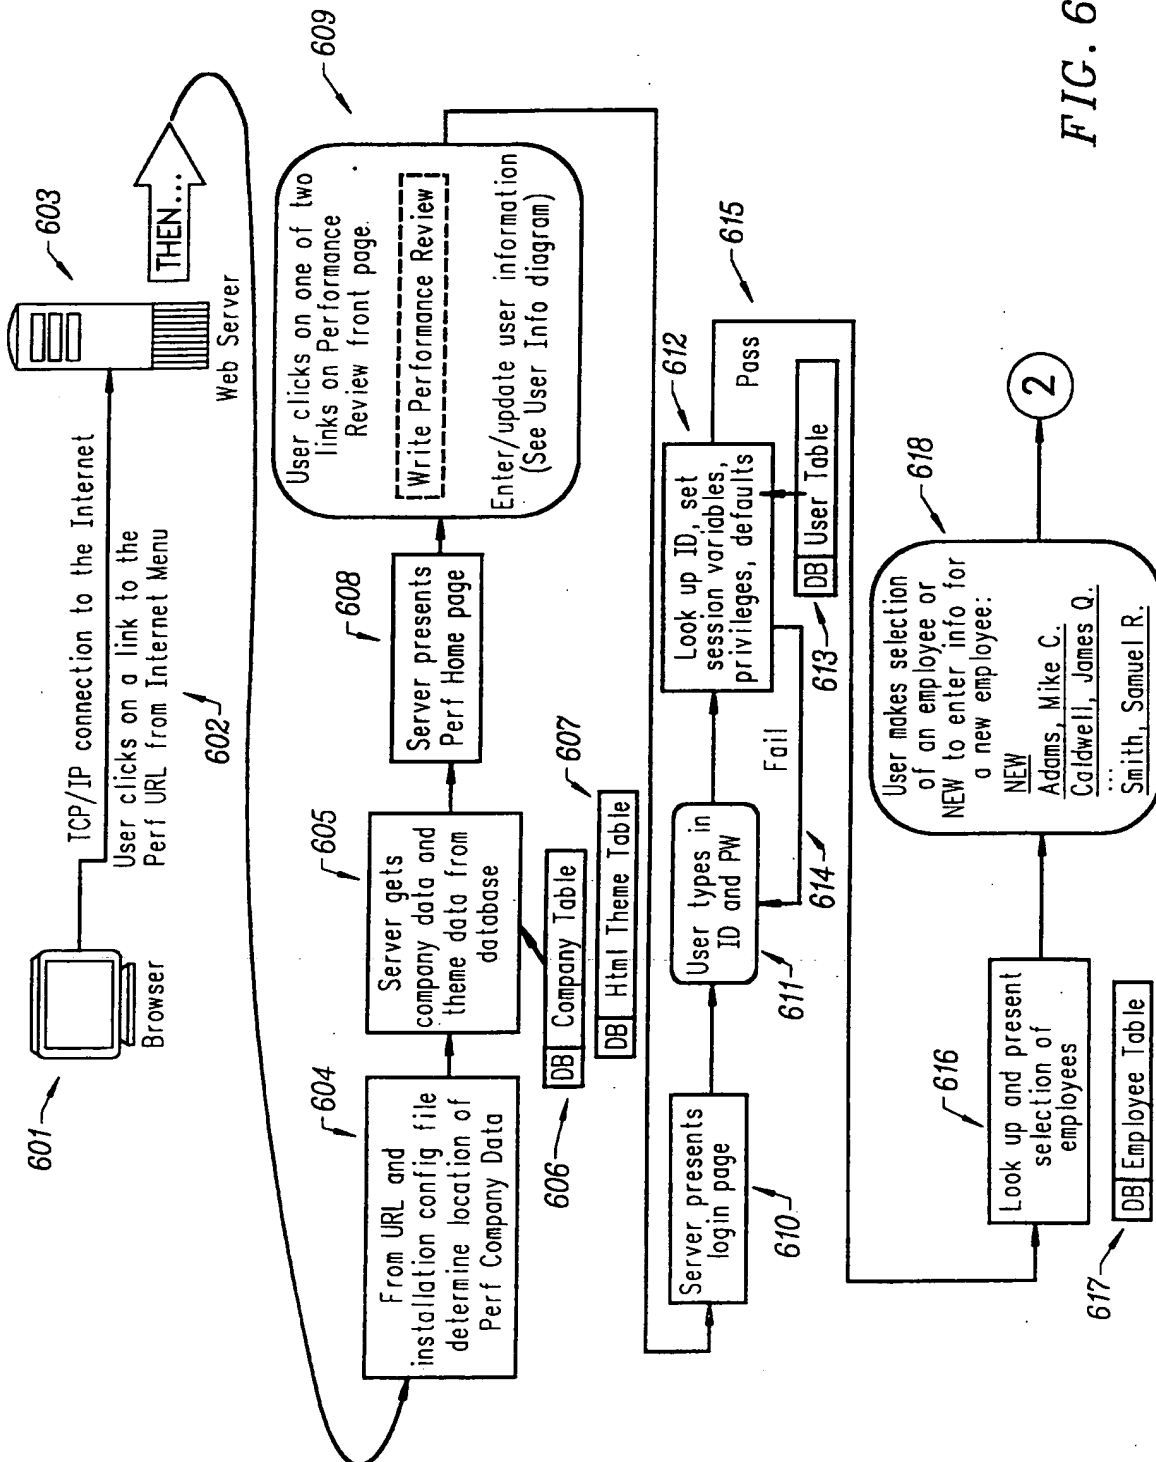 601
Browser
TCP/IP connection to the Internet
User clicks on a link to the
Perf URL from Internet Menu
602
603
Web Server
THEN...
604
From URL and
installation config file
determine location of
Perf Company Data
605
Server gets
company data and
theme data from
database
606
DB Company Table
607
DB Html Theme Table
608
Server presents
Perf Home page
609
User clicks on one of two
links on Performance
Review front page.
Write Performance Review
Enter/update user information
(See User Info diagram)
Server presents
login page
610
User types in
ID and PW
611
612
Look up ID, set
session variables,
privileges, defaults
613
DB User Table
Fail
614
Pass
615
616
Look up and present
selection of
employees
617
DB Employee Table
618
User makes selection
of an employee or
NEW to enter info for
a new employee:
NEW
Adams, Mike C.
Caldwell, James Q.
...
Smith, Samuel R.
2
FIG. 6